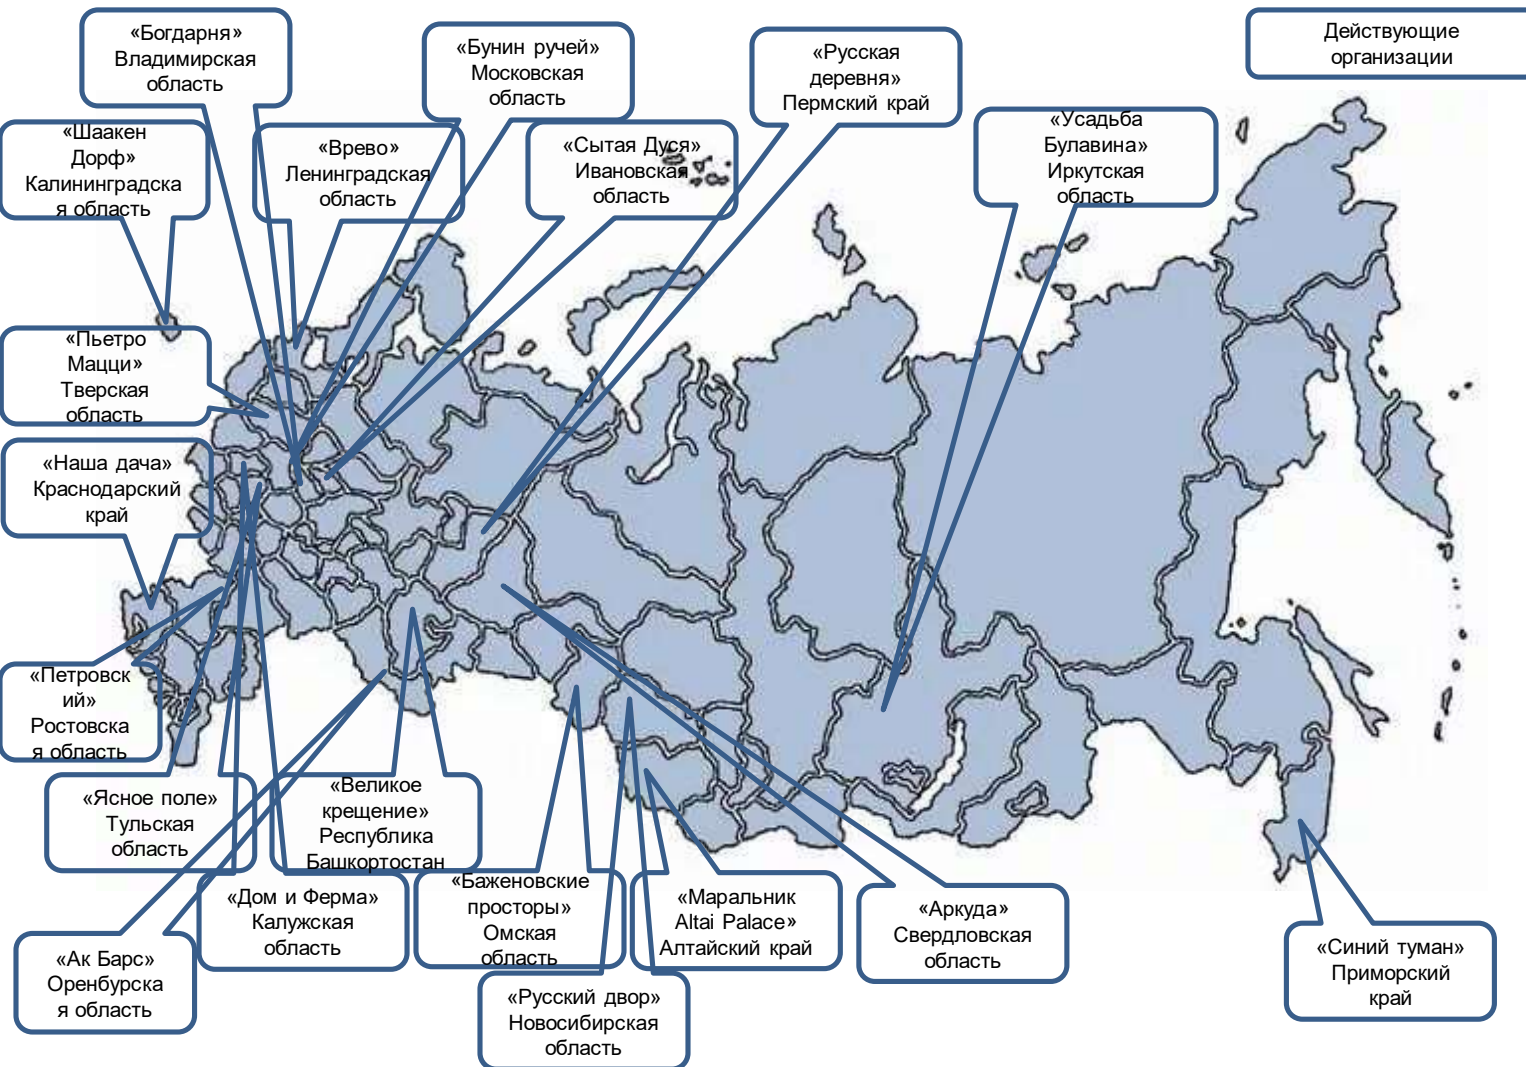 «Богдарня»
Владимирская
область
«Бунин ручей»
Московская
область
«Русская
деревня»
Пермский край
Действующие
организации
«Шаакен
Дорф»
Калининградска
я область
«Врево»
Ленинградская
область
«Сытая Дуся»
Ивановская
область
«Усадьба
Булавина»
Иркутская
область
«Пьетро
Мацци»
Тверская
область
«Наша дача»
Краснодарский
край
«Петровск
ий»
Ростовска
я область
«Ясное поле»
Тульская
область
«Великое
крещение»
Республика
Башкортостан
«Дом и Ферма»
Калужская
область
«Баженовские
просторы»
Омская
область
«Маральник
Altai Palace»
Алтайский край
«Аркуда»
Свердловская
область
«Синий туман»
Приморский
край
«Ак Барс»
Оренбурска
я область
«Русский двор»
Новосибирская
область